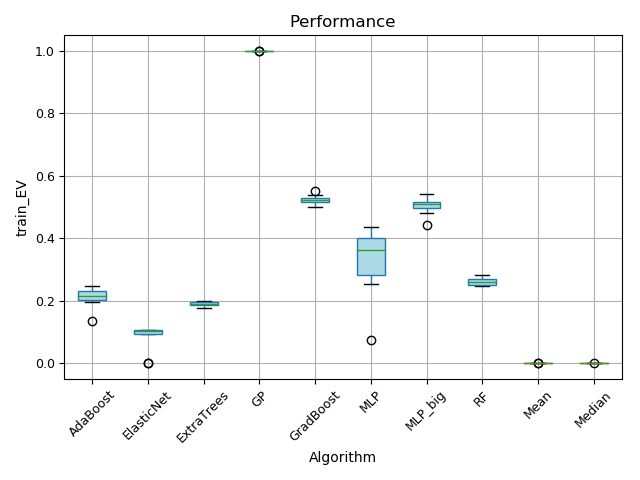 Performance
train_EV
1.0
0.8
0.6
0.4
0.2
0.0
AdaBoost
ElasticNet
ExtraTrees
GP
GradBoost
MLP
MLP_big
RF
Mean
Median
Algorithm